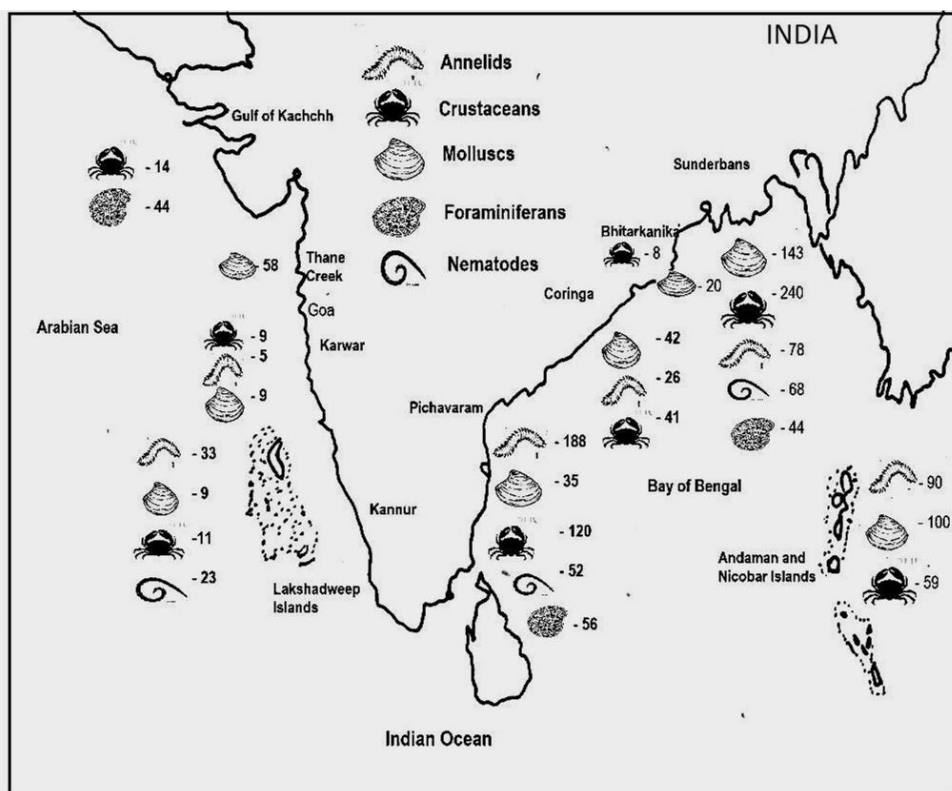 INDIA
Annelids
Crustaceans
Molluscs
Foraminiferans
Nematodes
Gulf of Kachchh
- 14
- 44
Thane
Creek
58
Goa
Karwar
Arabian Sea
- 9
- 5
- 9
- 33
- 9
-11
- 23
Lakshadweep
Islands
Kannur
Pichavaram
- 188
- 35
- 120
- 52
- 56
Coringa
- 42
- 26
- 41
Bhitarkanika
- 8
- 20
Sunderbans
- 143
- 240
- 78
- 68
- 44
Bay of Bengal
Andaman and
Nicobar Islands
- 90
- 100
- 59
Indian Ocean